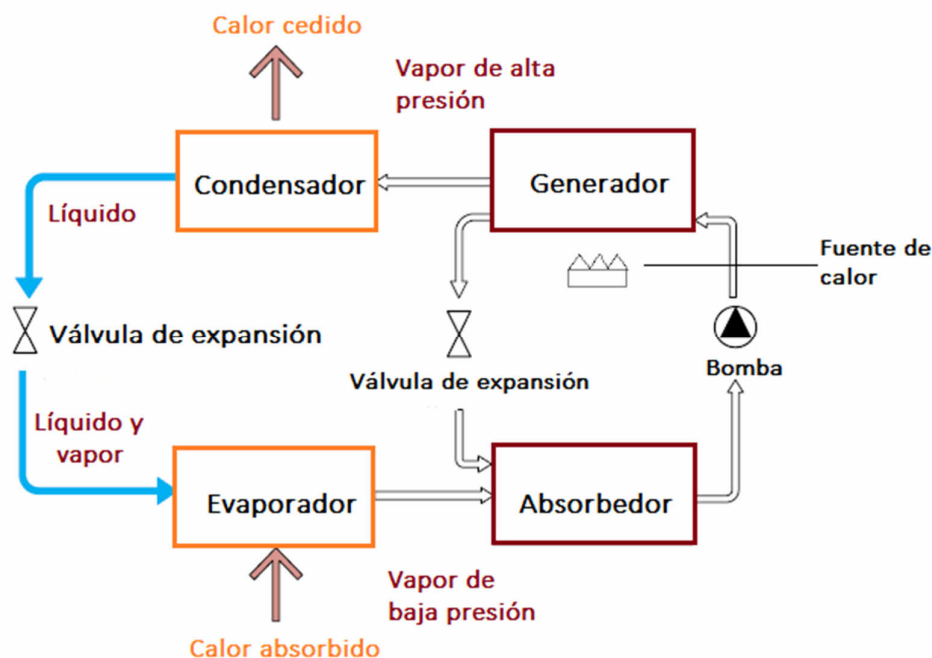 Calor cedido
Vapor de alta
presión
Condensador
Generador
Líquido
Fuente de
calor
Válvula de expansión
Válvula de expansión
Bomba
Líquido y
vapor
Evaporador
Absorbedor
Vapor de
baja presión
Calor absorbido